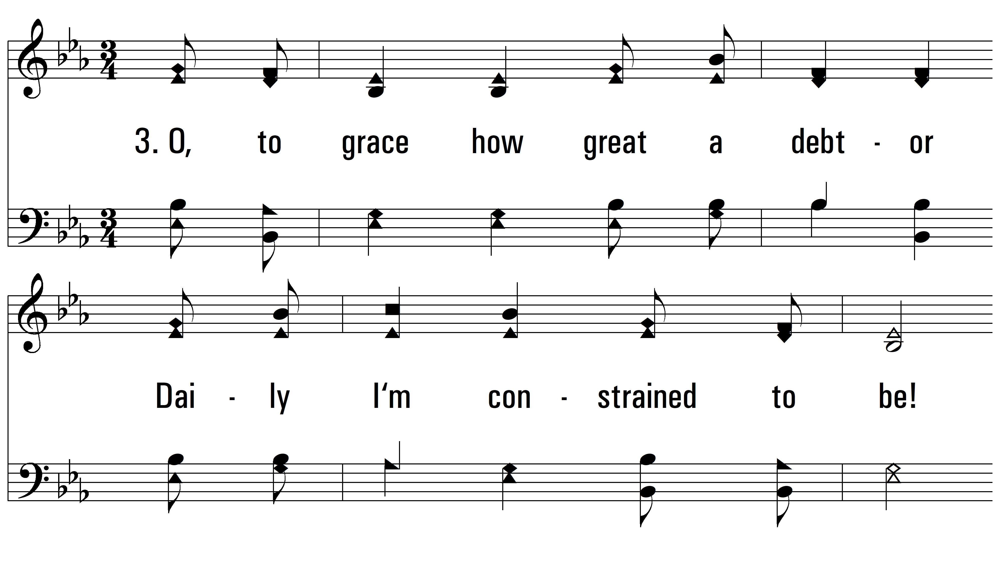 3. O, to grace how great a debt - or
Dai - ly I‘m con - strained to be!